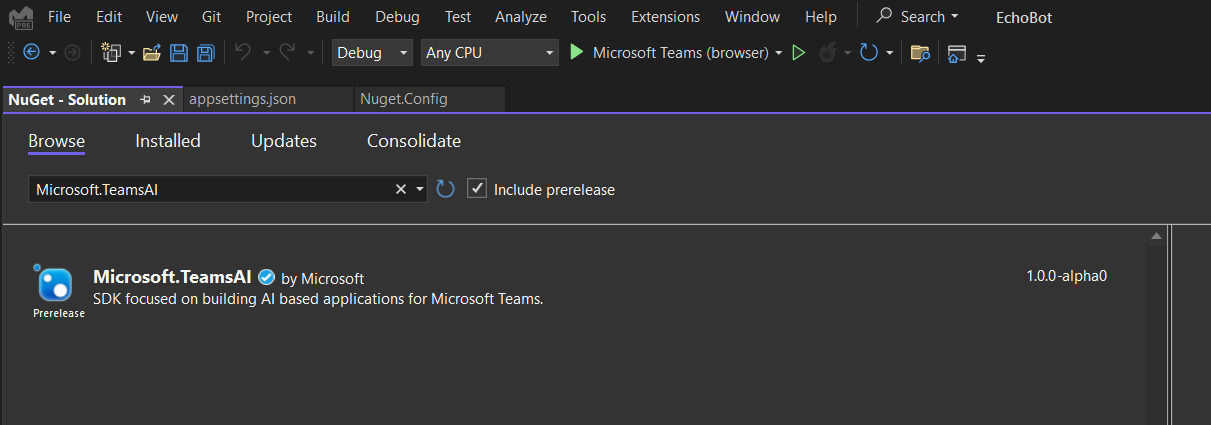 PRE File Edit View Git Project Build Debug Test Analyze Tools Extensions Window Help Search EchoBot
Debug Any CPU Microsoft Teams (browser)
NuGet - Solution appsettings.json Nuget.Config
Browse Installed Updates Consolidate
Microsoft.TeamsAI Include prerelease
Microsoft.TeamsAI by Microsoft 1.0.0-alpha0
SDK focused on building AI based applications for Microsoft Teams.
Prerelease